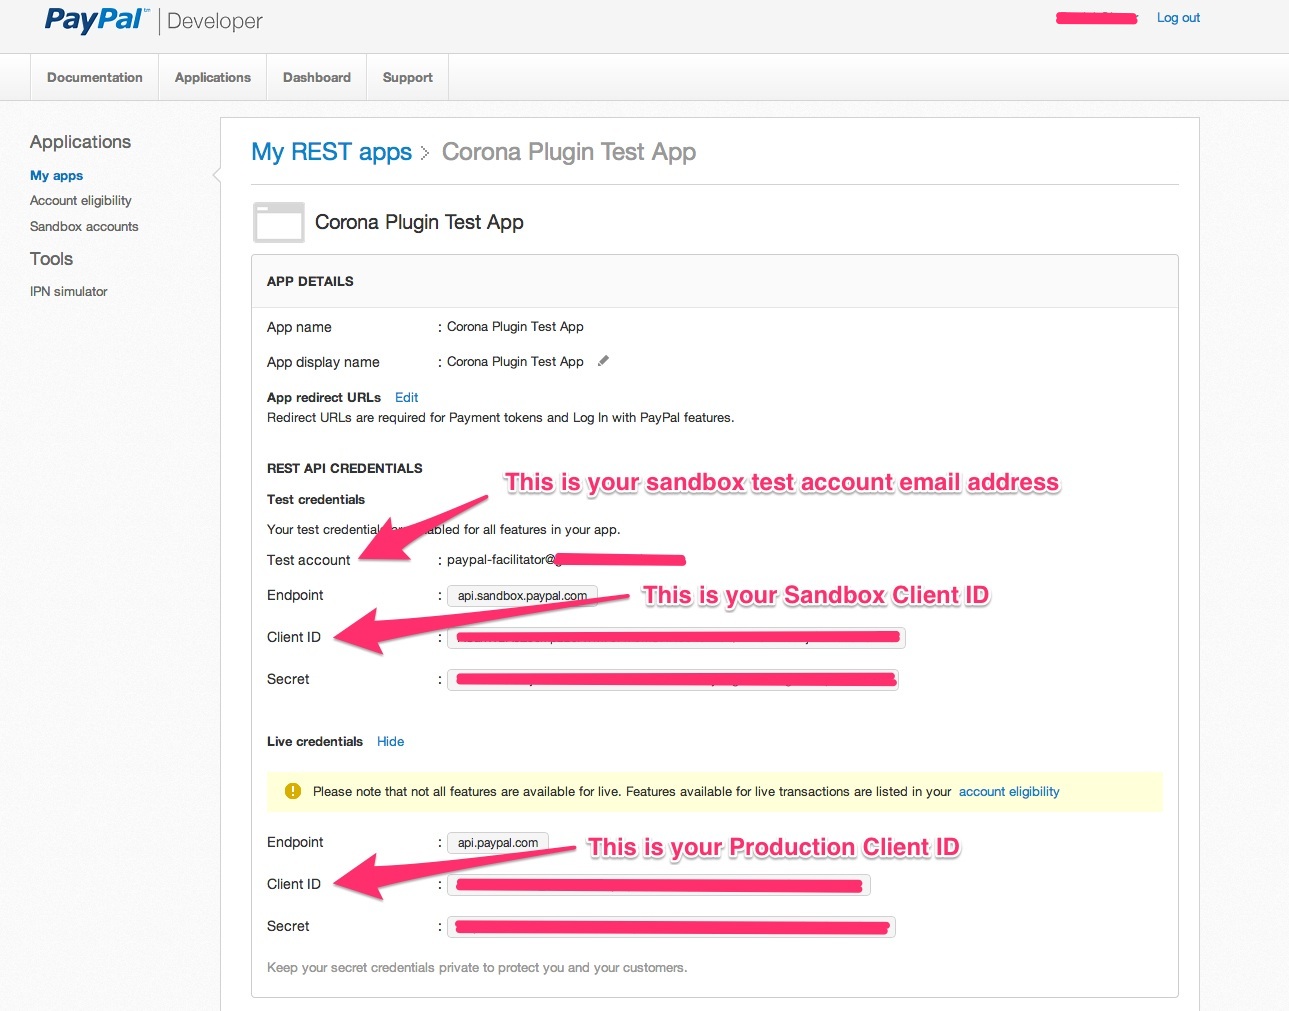 PayPal™ | Developer
Log out
Documentation
Applications
Dashboard
Support
Applications
My apps
Account eligibility
Sandbox accounts
Tools
IPN simulator
My REST apps > Corona Plugin Test App
Corona Plugin Test App
APP DETAILS
App name : Corona Plugin Test App
App display name : Corona Plugin Test App
App redirect URLs Edit
Redirect URLs are required for Payment tokens and Log In with PayPal features.
REST API CREDENTIALS
This is your sandbox test account email address
Test credentials
Your test credential abled for all features in your app.
Test account : paypal-facilitator@
Endpoint : api.sandbox.paypal.com
This is your Sandbox Client ID
Client ID :
Secret :
Live credentials Hide
Please note that not all features are available for live. Features available for live transactions are listed in your account eligibility
Endpoint : api.paypal.com
This is your Production Client ID
Client ID :
Secret :
Keep your secret credentials private to protect you and your customers.